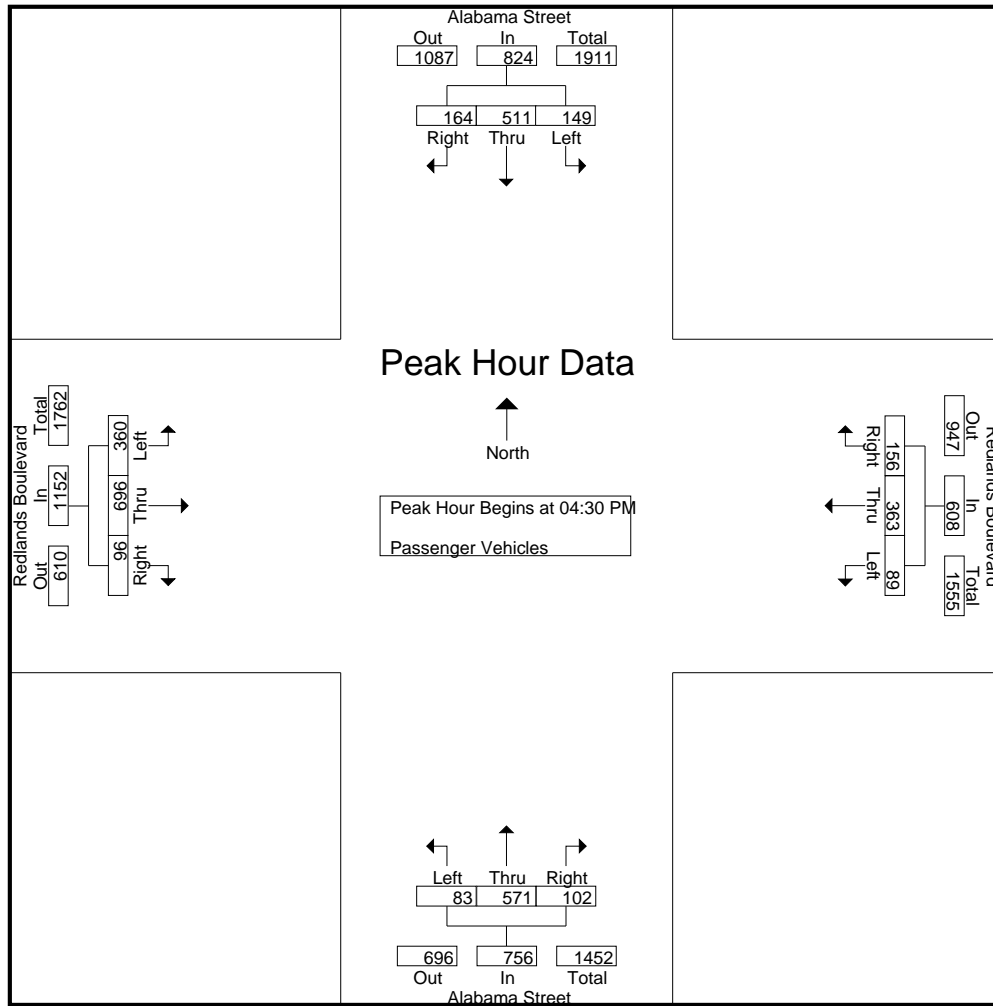 Alabama Street
Out In Total
1087 824 1911
164 511 149
Right Thru Left
Peak Hour Data
North
Peak Hour Begins at 04:30 PM
Passenger Vehicles
Redlands Boulevard
Total In Out
1762 1152 610
360 696 96
Left Thru Right
Redlands Boulevard
Out In Total
947 608 1555
156 363 89
Right Thru Left
Left Thru Right
83 571 102
696 756 1452
Out In Total
Alabama Street